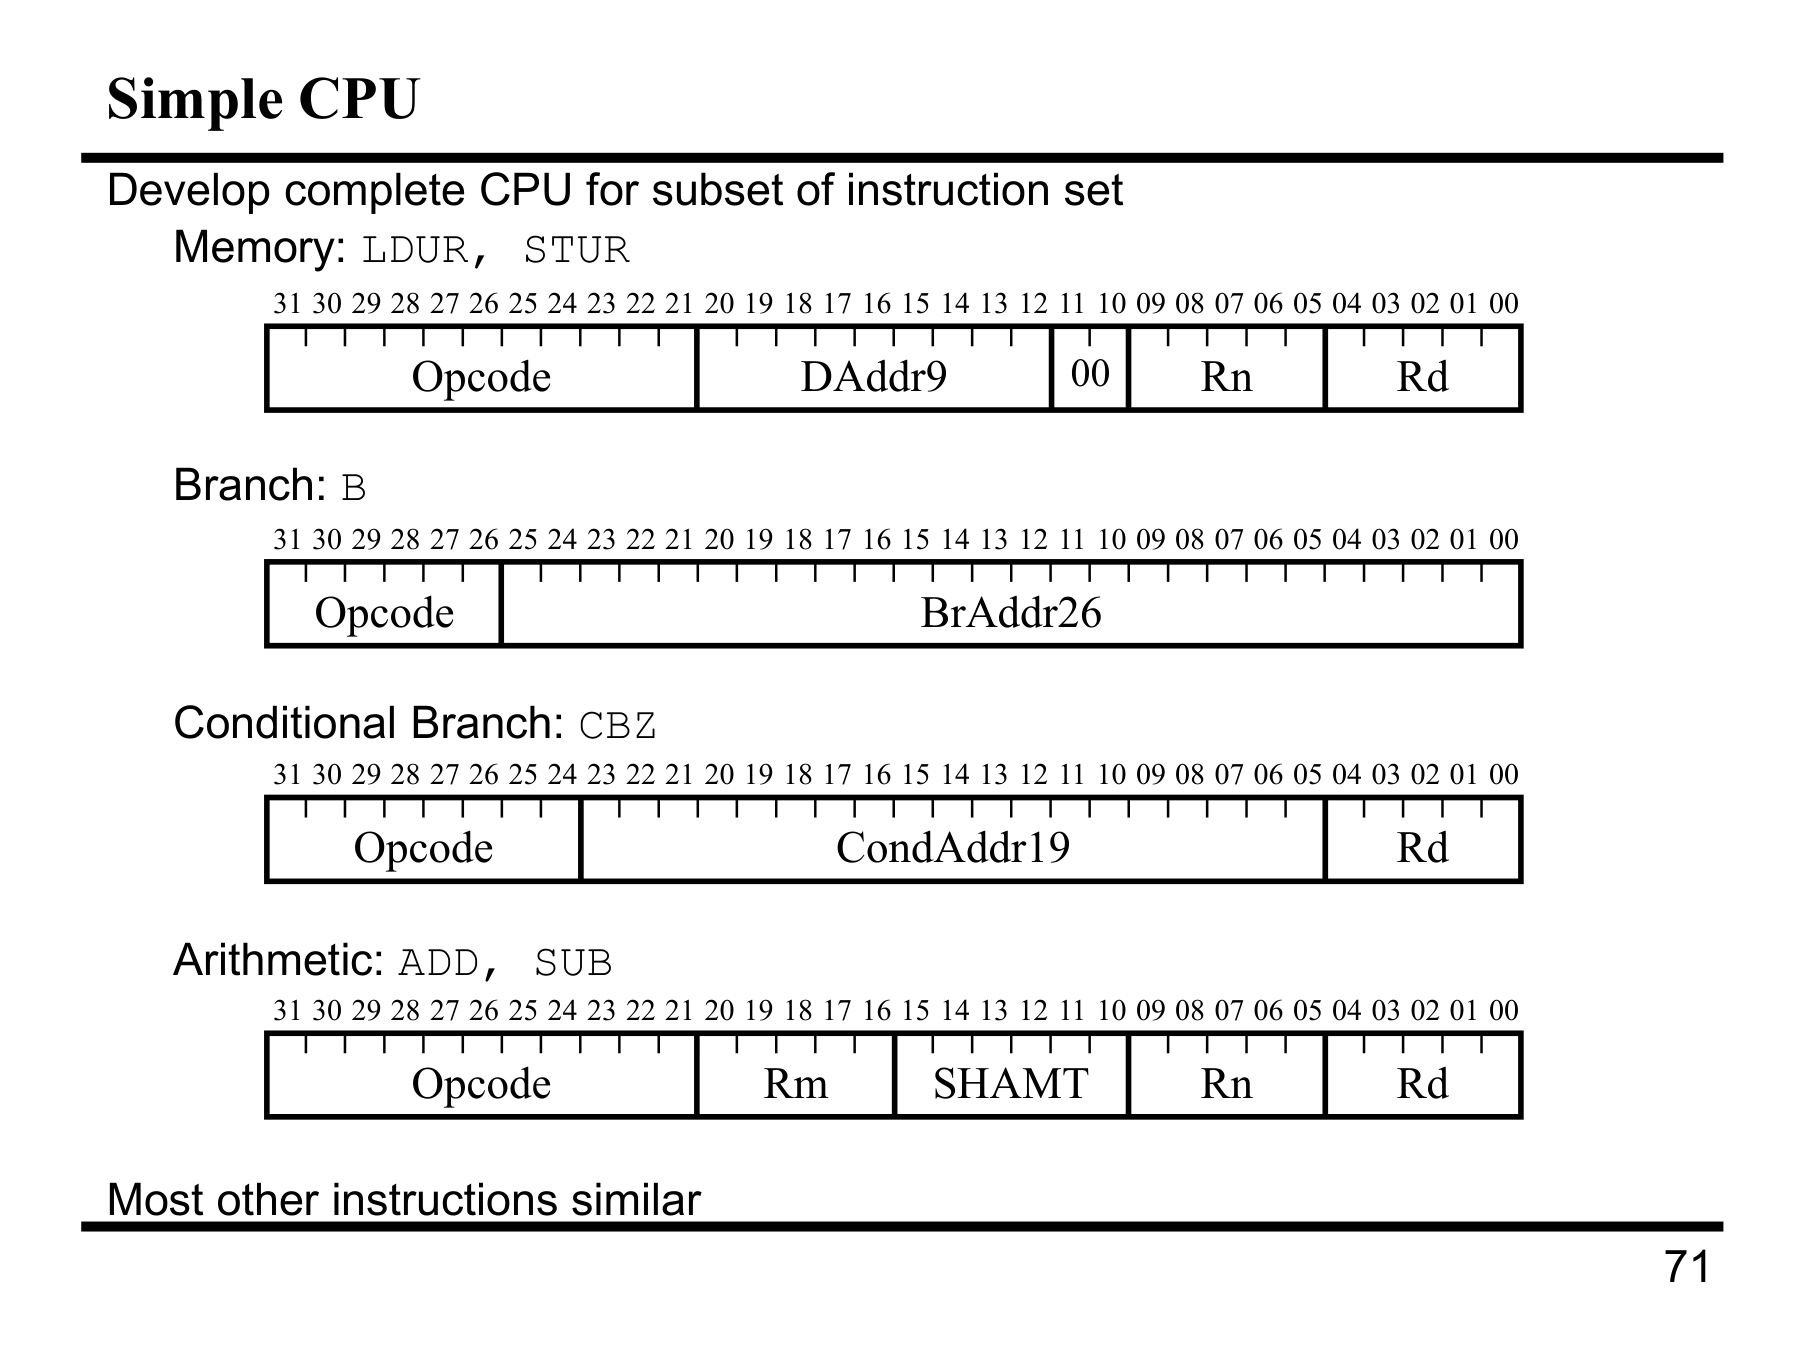 Simple CPU
Develop complete CPU for subset of instruction set
Memory: LDUR, STUR
31 30 29 28 27 26 25 24 23 22 21 20 19 18 17 16 15 14 13 12 11 10 09 08 07 06 05 04 03 02 01 00
Opcode DAddr9 00 Rn Rd
Branch: B
31 30 29 28 27 26 25 24 23 22 21 20 19 18 17 16 15 14 13 12 11 10 09 08 07 06 05 04 03 02 01 00
Opcode BrAddr26
Conditional Branch: CBZ
31 30 29 28 27 26 25 24 23 22 21 20 19 18 17 16 15 14 13 12 11 10 09 08 07 06 05 04 03 02 01 00
Opcode CondAddr19 Rd
Arithmetic: ADD, SUB
31 30 29 28 27 26 25 24 23 22 21 20 19 18 17 16 15 14 13 12 11 10 09 08 07 06 05 04 03 02 01 00
Opcode Rm SHAMT Rn Rd
Most other instructions similar
71